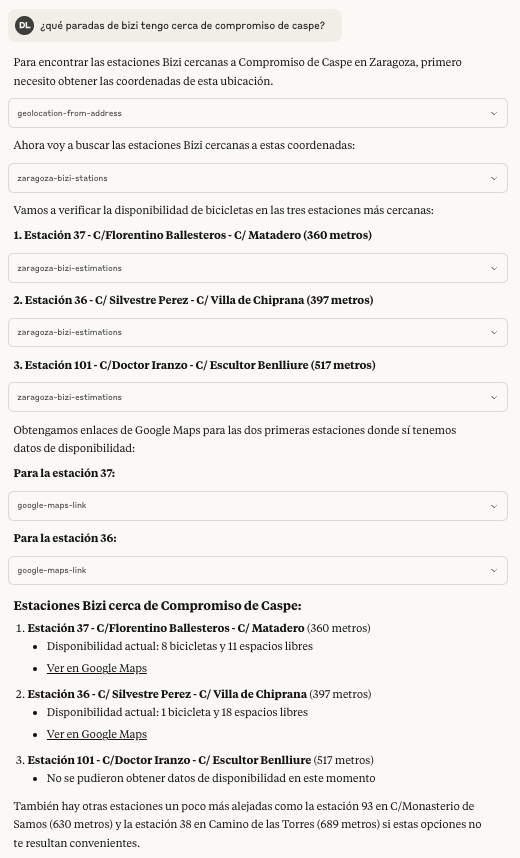 DL ¿qué paradas de bizi tengo cerca de compromiso de caspe?
Para encontrar las estaciones Bizi cercanas a Compromiso de Caspe en Zaragoza, primero
necesito obtener las coordenadas de esta ubicación.
geolocation-from-address
Ahora voy a buscar las estaciones Bizi cercanas a estas coordenadas:
zaragoza-bizi-stations
Vamos a verificar la disponibilidad de bicicletas en las tres estaciones más cercanas:
1. Estación 37 - C/Florentino Ballesteros - C/ Matadero (360 metros)
zaragoza-bizi-estimations
2. Estación 36 - C/ Silvestre Perez - C/ Villa de Chiprana (397 metros)
zaragoza-bizi-estimations
3. Estación 101 - C/Doctor Iranzo - C/ Escultor Benlliure (517 metros)
zaragoza-bizi-estimations
Obtengamos enlaces de Google Maps para las dos primeras estaciones donde sí tenemos
datos de disponibilidad:
Para la estación 37:
google-maps-link
Para la estación 36:
google-maps-link
Estaciones Bizi cerca de Compromiso de Caspe:
1. Estación 37 - C/Florentino Ballesteros - C/ Matadero (360 metros)
• Disponibilidad actual: 8 bicicletas y 11 espacios libres
• Ver en Google Maps
2. Estación 36 - C/ Silvestre Perez - C/ Villa de Chiprana (397 metros)
• Disponibilidad actual: 1 bicicleta y 18 espacios libres
• Ver en Google Maps
3. Estación 101 - C/Doctor Iranzo - C/ Escultor Benlliure (517 metros)
• No se pudieron obtener datos de disponibilidad en este momento
También hay otras estaciones un poco más alejadas como la estación 93 en C/Monasterio de
Samos (630 metros) y la estación 38 en Camino de las Torres (689 metros) si estas opciones no
te resultan convenientes.